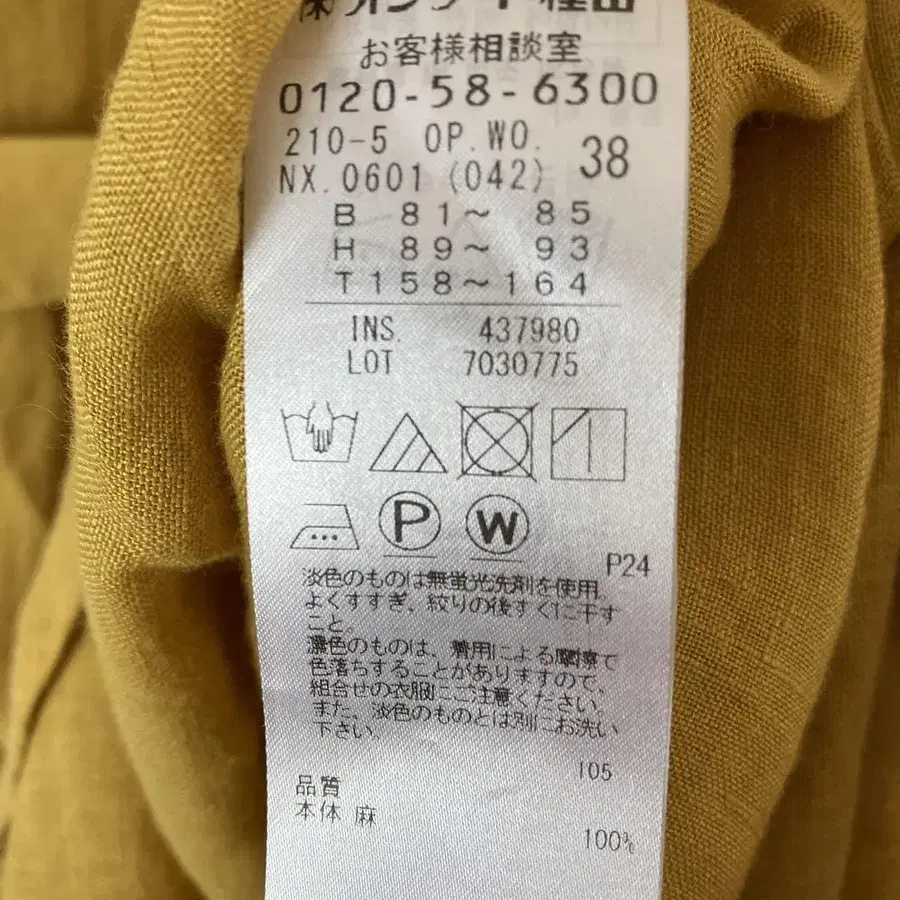 お客様相談室
0120-58-6300
210-5 OP.WO. 38
NX.0601 (042)
B 81～ 85
H 89～ 93
T158～164
INS. 437980
LOT 7030775
P
W
P24
淡色のものは無蛍光洗剤を使用。
よくすすぎ、絞りの後すぐに干す
こと。
濃色のものは、着用による摩擦で
色落ちすることがありますので、
組合せの衣服にご注意ください。
また、淡色のものとは別にお洗い
下さい。
105
品質
本体 麻
100%